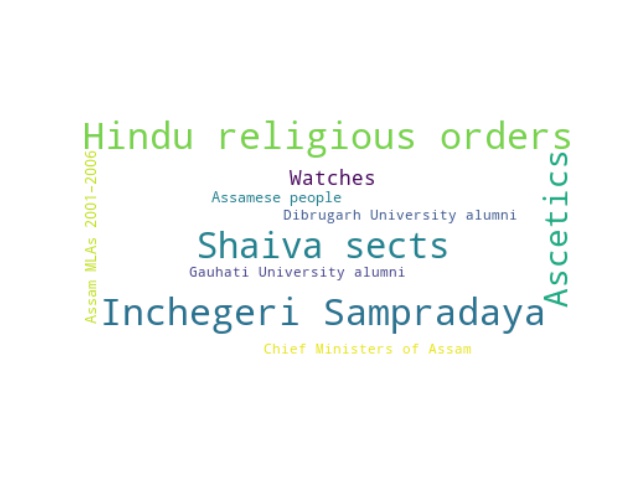 Hindu religious orders
Assam MLAs 2001–2006
Ascetics
Watches
Assamese people
Dibrugarh University alumni
Shaiva sects
Gauhati University alumni
Inchegeri Sampradaya
Chief Ministers of Assam